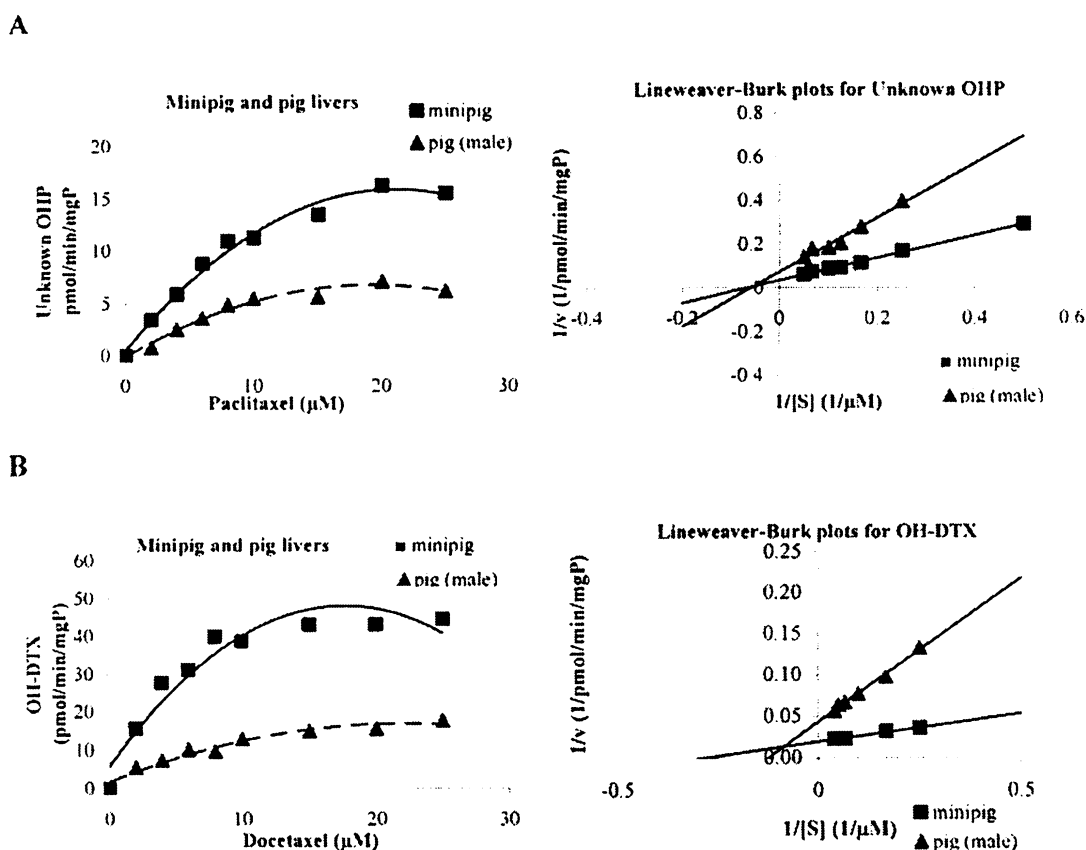 A
Minipig and pig livers
minipig
pig (male)
20
15
10
5
0
Unknown OHP
pmol/min/mgP
0
10
20
30
Paclitaxel (µM)
Lineweaver-Burk plots for Unknown OHP
0.8
0.6
0.4
0.2
0
-0.2
-0 4
1/v (1/pmol/min/mgP)
-0.4
-0.2
0
0.2
0.4
0.6
1/[S] (1/µM)
minipig
pig (male)
B
Minipig and pig livers
minipig
pig (male)
60
50
40
30
20
10
0
OH-DTX
(pmol/min/mgP)
0
10
20
30
Docetaxel (µM)
Lineweaver-Burk plots for OH-DTX
0.25
0.20
0.15
0.10
0.05
0.00
1/v (1/pmol/min/mgP)
-0.5
0
0.5
1/[S] (1/µM)
minipig
pig (male)